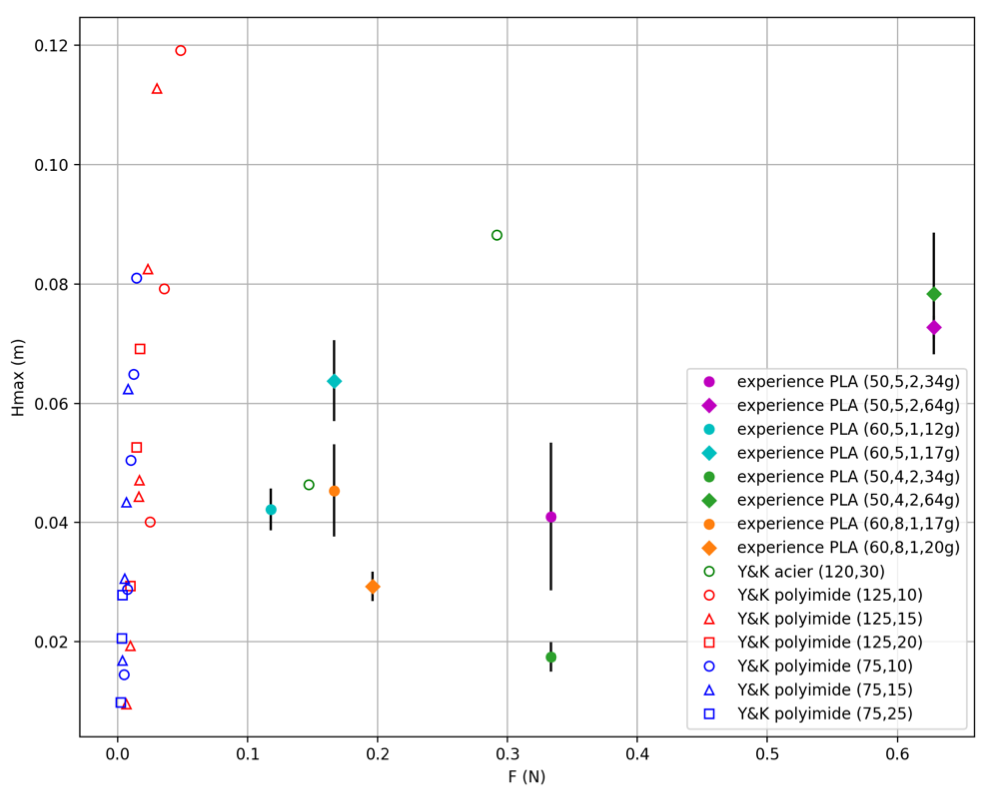 0.12
0.10
0.08
0.06
0.04
0.02
Hmax (m)
experience PLA (50,5,2,34g)
experience PLA (50,5,2,64g)
experience PLA (60,5,1,12g)
experience PLA (60,5,1,17g)
experience PLA (50,4,2,34g)
experience PLA (50,4,2,64g)
experience PLA (60,8,1,17g)
experience PLA (60,8,1,20g)
Y&K acier (120,30)
Y&K polyimide (125,10)
Y&K polyimide (125,15)
Y&K polyimide (125,20)
Y&K polyimide (75,10)
Y&K polyimide (75,15)
Y&K polyimide (75,25)
0.0 0.1 0.2 0.3 0.4 0.5 0.6
F (N)